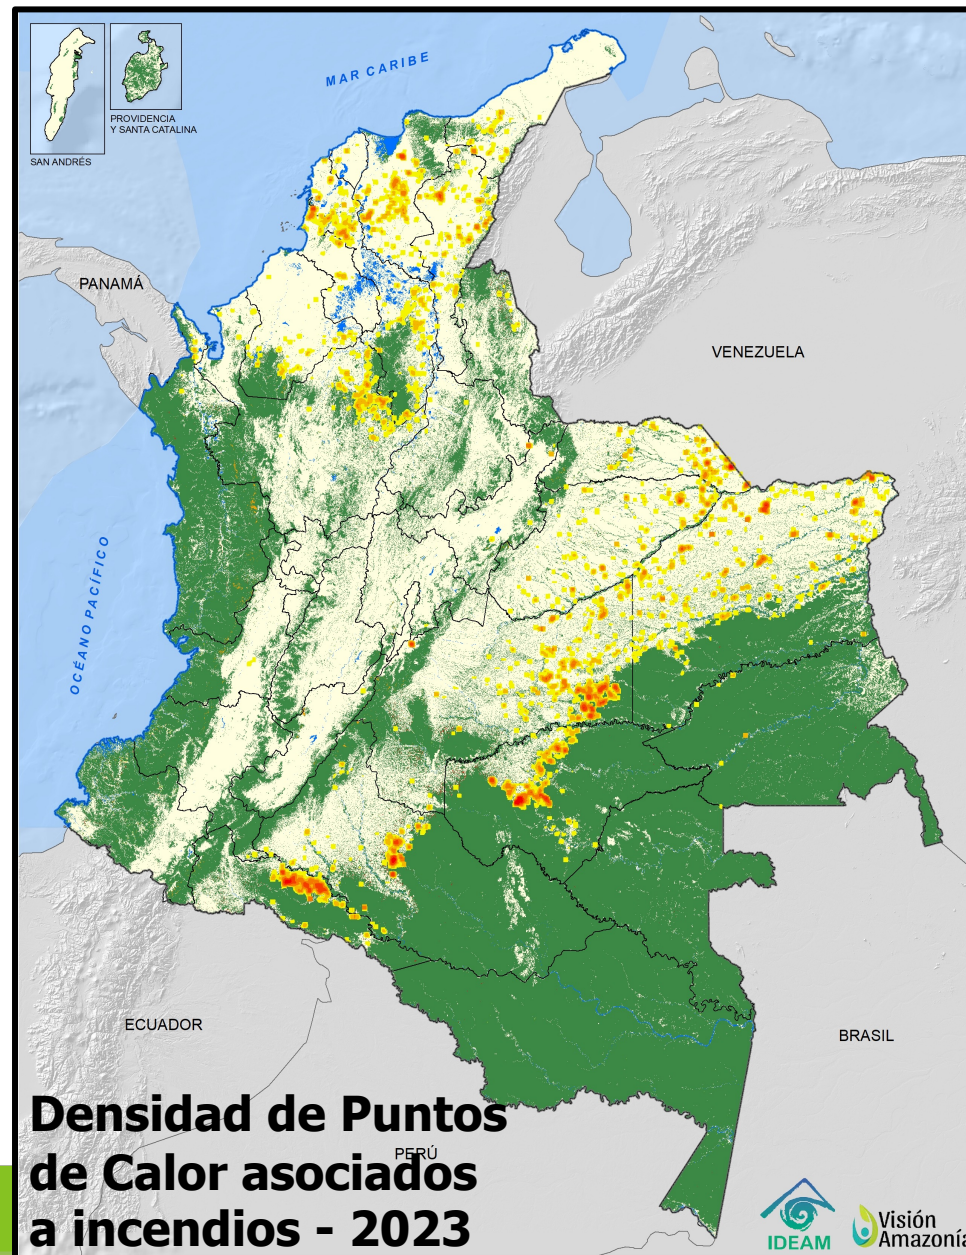 MAR CARIBE
PROVIDENCIA
Y SANTA CATALINA
SAN ANDRÉS
PANAMÁ
VENEZUELA
OCÉANO PACÍFICO
ECUADOR
BRASIL
PERÚ
Densidad de Puntos
de Calor asociados
a incendios - 2023
IDEAM
Visión
Amazonía